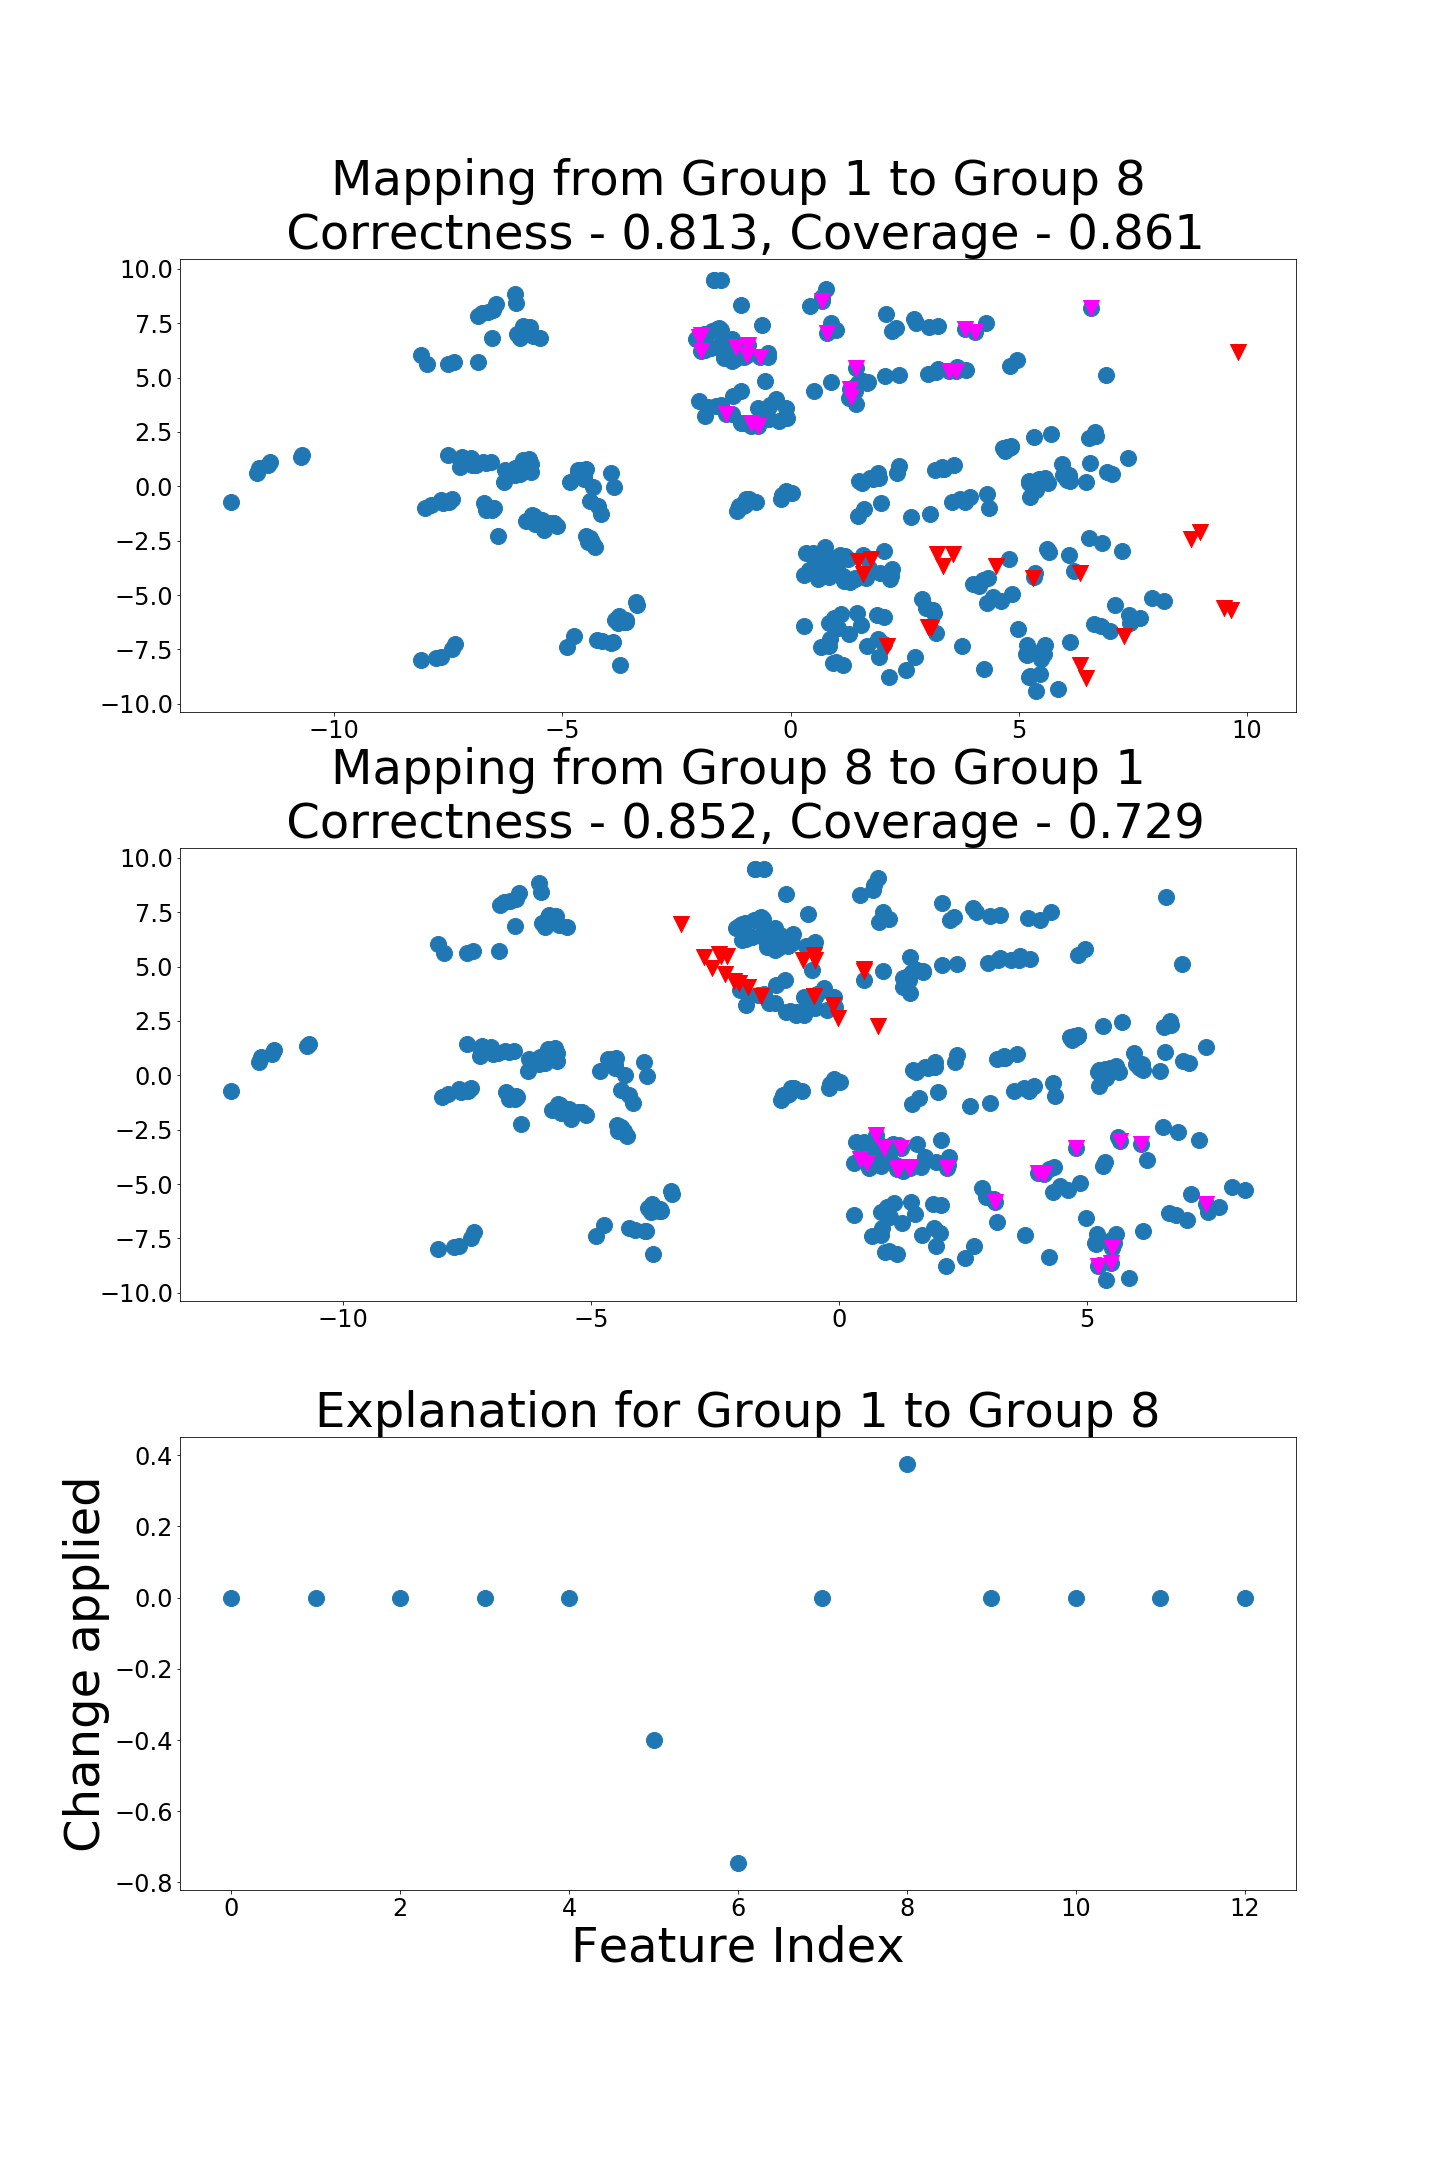 Mapping from Group 1 to Group 8
Correctness - 0.813, Coverage - 0.861
10.0
7.5
5.0
2.5
0.0
−2.5
−5.0
−7.5
−10.0
−10 −5 0 5 10
Mapping from Group 8 to Group 1
Correctness - 0.852, Coverage - 0.729
10.0
7.5
5.0
2.5
0.0
−2.5
−5.0
−7.5
−10.0
−10 −5 0 5
Explanation for Group 1 to Group 8
Change applied
0.4
0.2
0.0
−0.2
−0.4
−0.6
−0.8
0 2 4 6 8 10 12
Feature Index